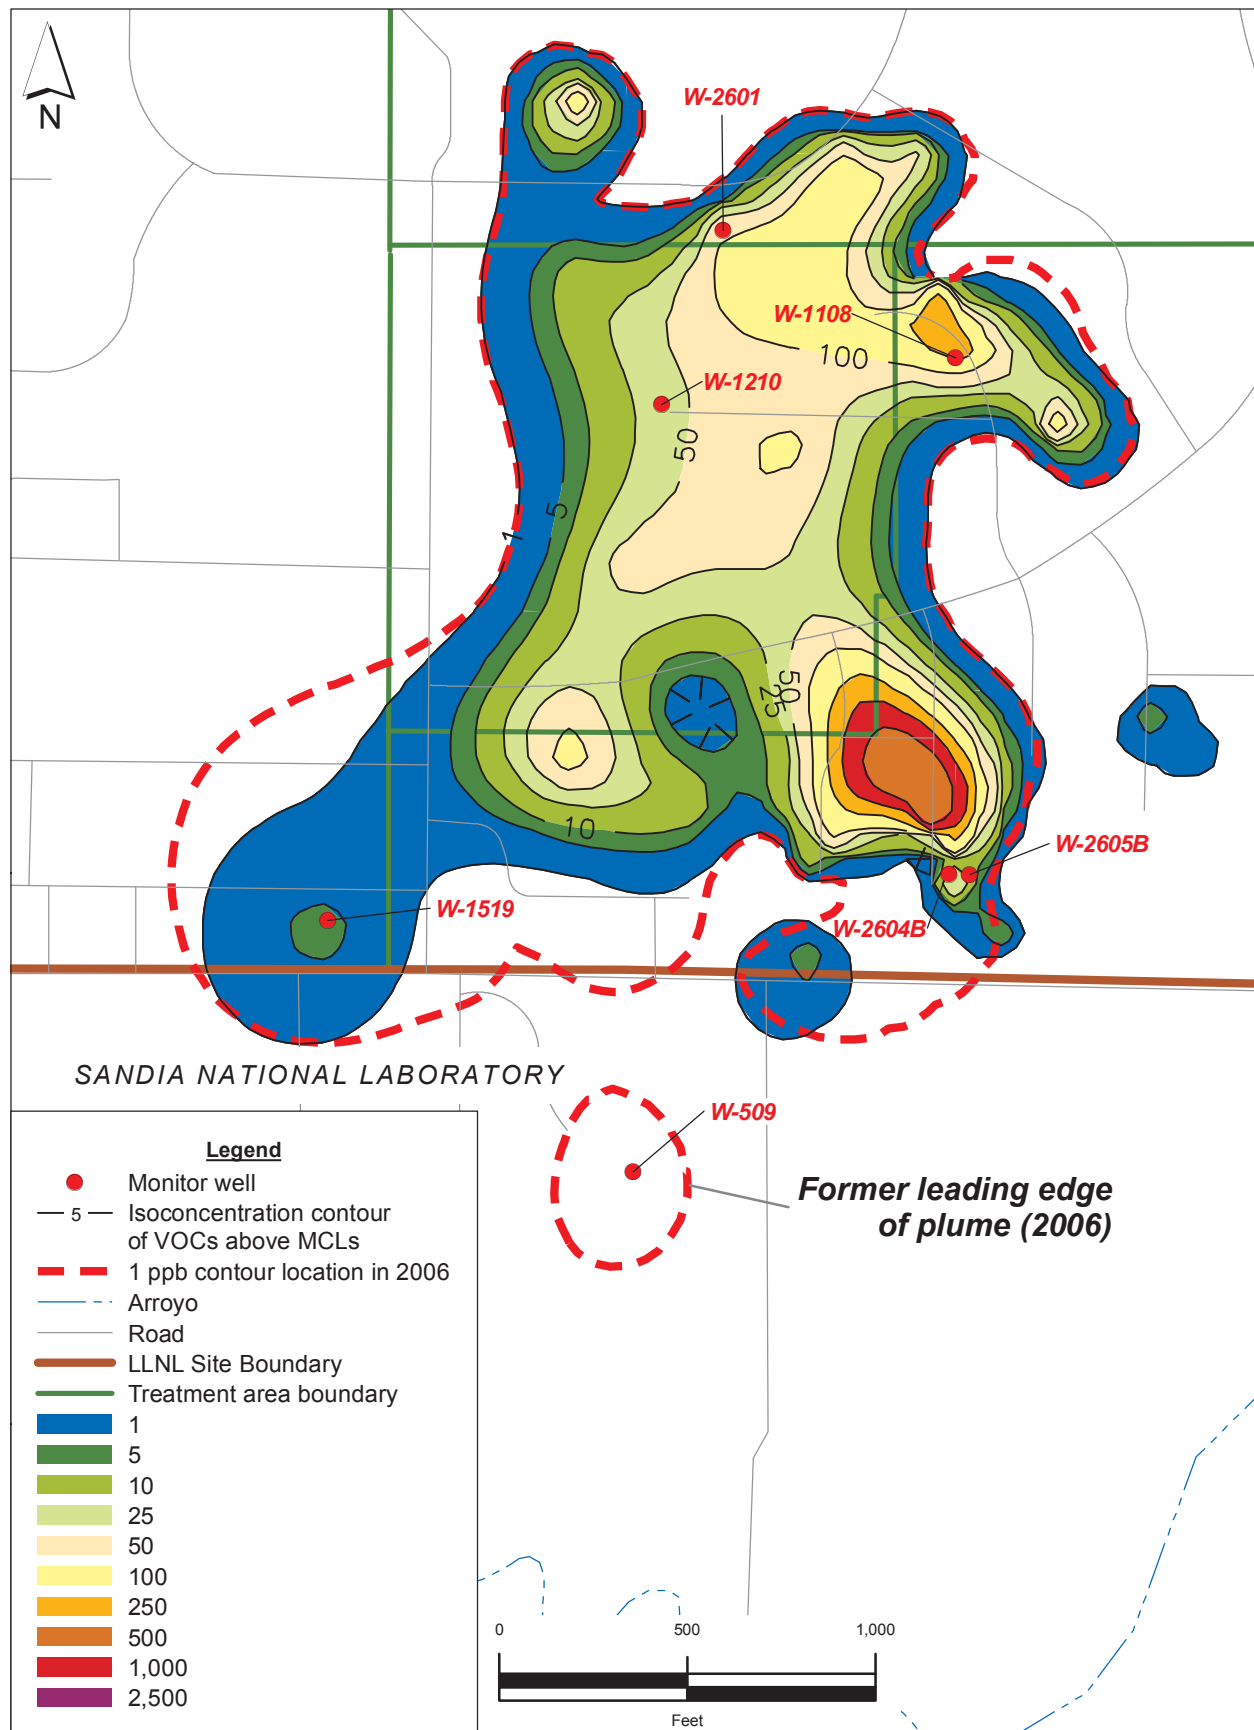 N
W-2601
W-1108
100
W-1210
50
5
1
50
25
10
W-2605B
W-1519
W-2604B
SANDIA NATIONAL LABORATORY
W-509
Former leading edge
of plume (2006)
Legend
Monitor well
5 Isoconcentration contour
of VOCs above MCLs
1 ppb contour location in 2006
Arroyo
Road
LLNL Site Boundary
Treatment area boundary
1
5
10
25
50
100
250
500
1,000
2,500
0 500 1,000
Feet